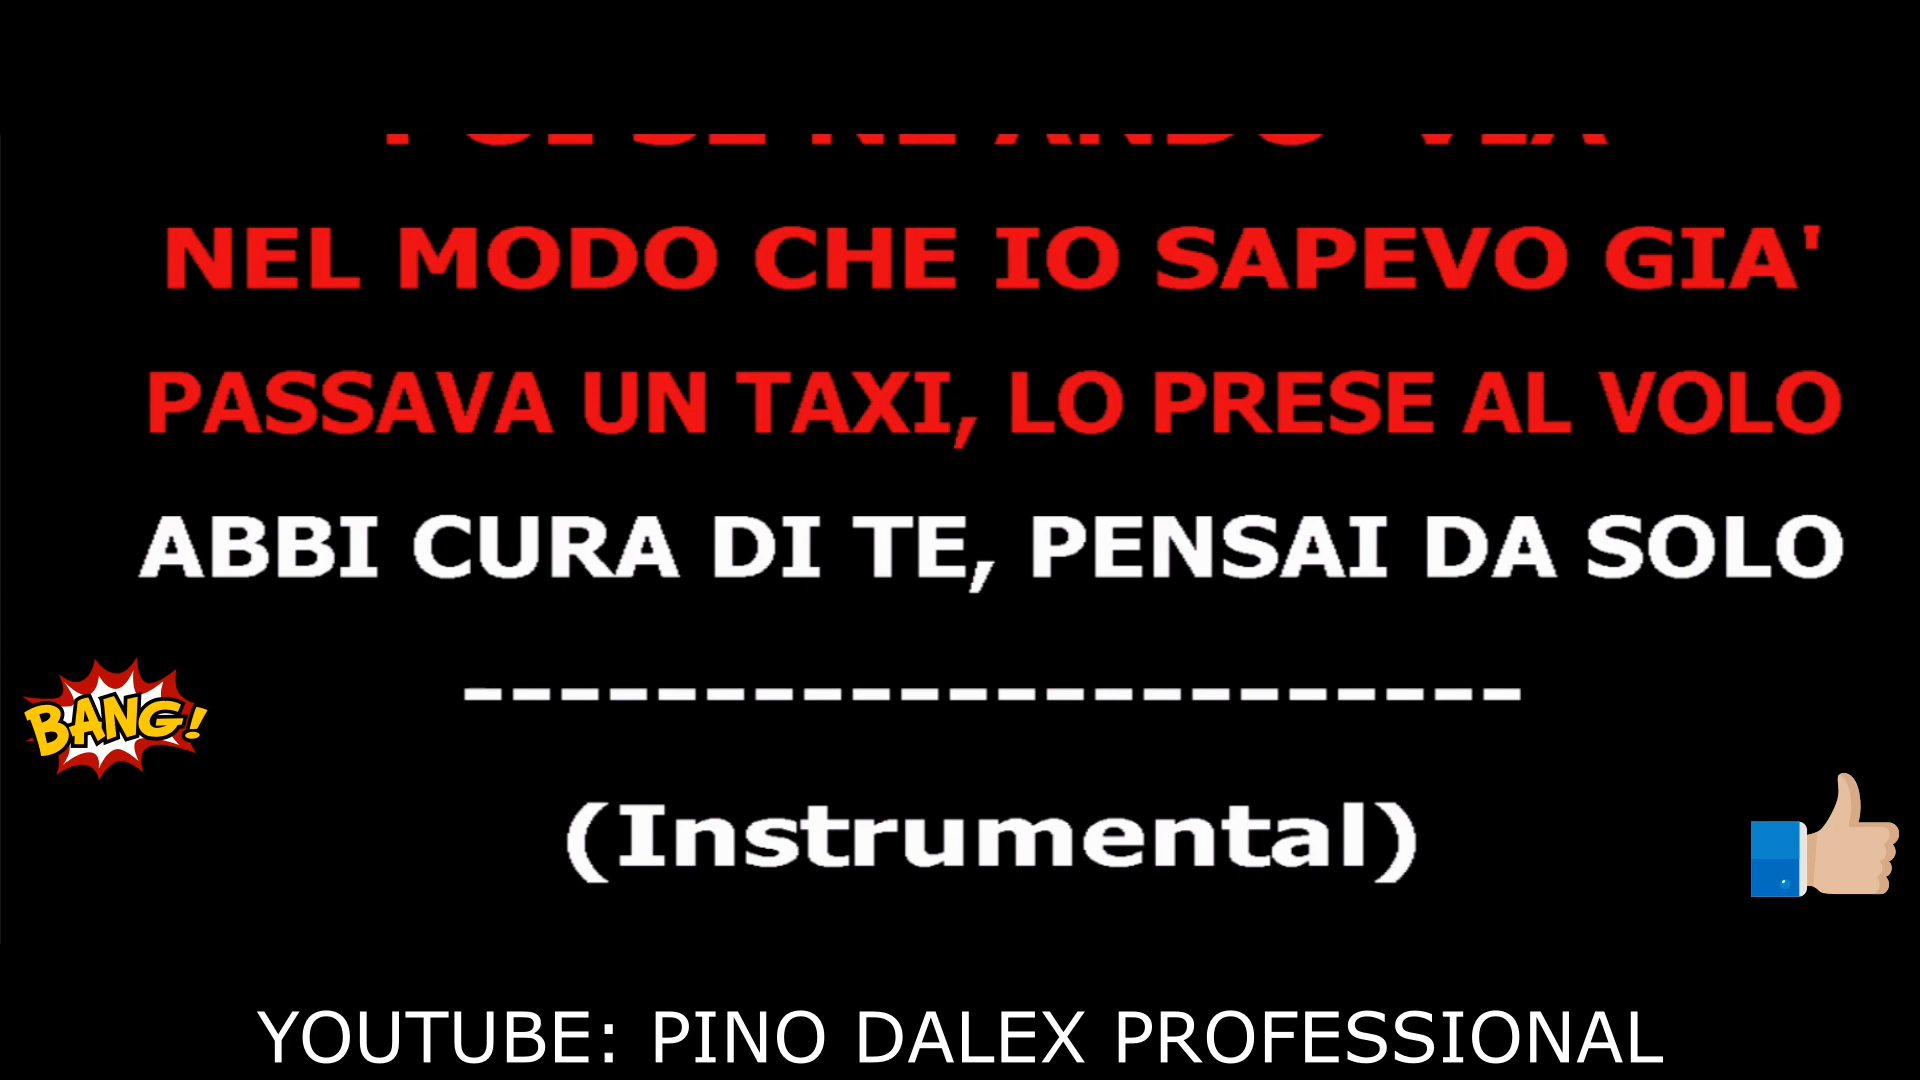 NEL MODO CHE IO SAPEVO GIA'
PASSAVA UN TAXI, LO PRESE AL VOLO
ABBI CURA DI TE, PENSAI DA SOLO
----------------------
(Instrumental)
BANG!
YOUTUBE: PINO DALEX PROFESSIONAL